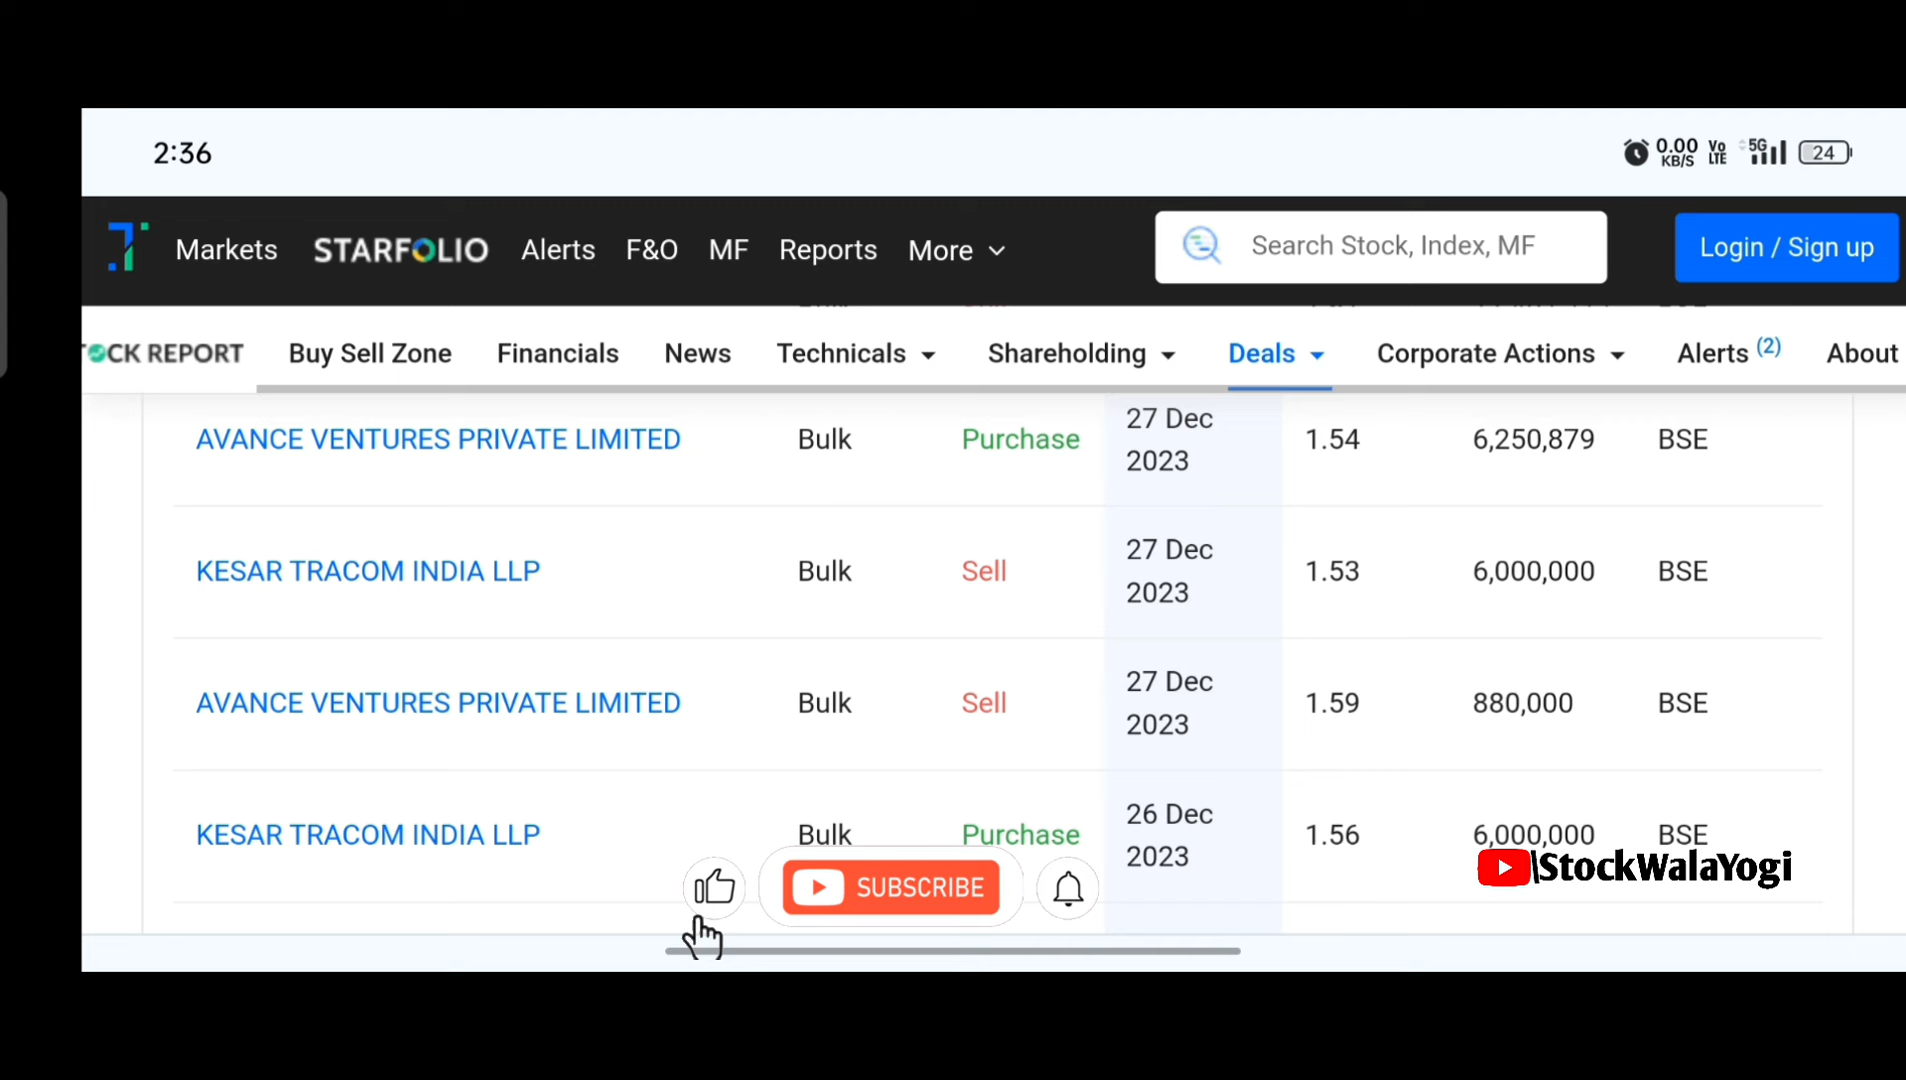 2:36
0.00 KB/S Vo LTE 5G 24
Markets STARFOLIO Alerts F&O MF Reports More Search Stock, Index, MF Login / Sign up
TOCK REPORT Buy Sell Zone Financials News Technicals Shareholding Deals Corporate Actions Alerts (2) About
AVANCE VENTURES PRIVATE LIMITED Bulk Purchase 27 Dec 2023 1.54 6,250,879 BSE
KESAR TRACOM INDIA LLP Bulk Sell 27 Dec 2023 1.53 6,000,000 BSE
AVANCE VENTURES PRIVATE LIMITED Bulk Sell 27 Dec 2023 1.59 880,000 BSE
KESAR TRACOM INDIA LLP Bulk Purchase 26 Dec 2023 1.56 6,000,000 BSE
SUBSCRIBE
\StockWalaYogi